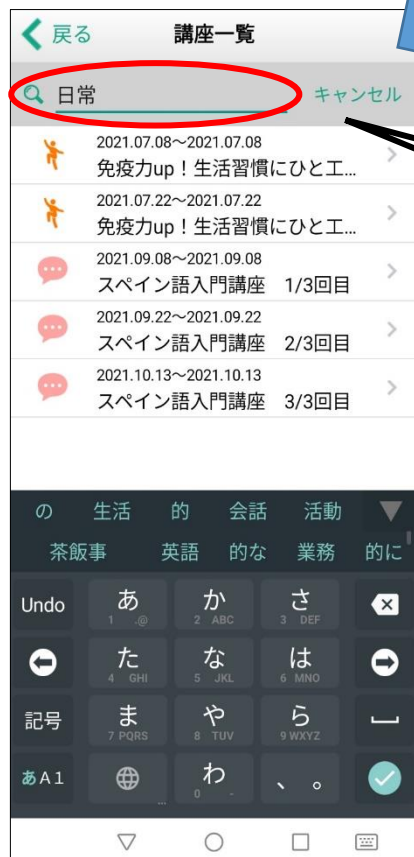 戻る 講座一覧
日常 キャンセル
2021.07.08～2021.07.08
免疫力up！生活習慣にひと工...
2021.07.22～2021.07.22
免疫力up！生活習慣にひと工...
2021.09.08～2021.09.08
スペイン語入門講座　1/3回目
2021.09.22～2021.09.22
スペイン語入門講座　2/3回目
2021.10.13～2021.10.13
スペイン語入門講座　3/3回目
の 生活 的 会話 活動
茶飯事 英語 的な 業務 的に
Undo あ か さ
1 .@ 2 ABC 3 DEF
た な は
4 GHI 5 JKL 6 MNO
記号 ま や ら
7 PQRS 8 TUV 9 WXYZ
あA1 わ 、。
0 -